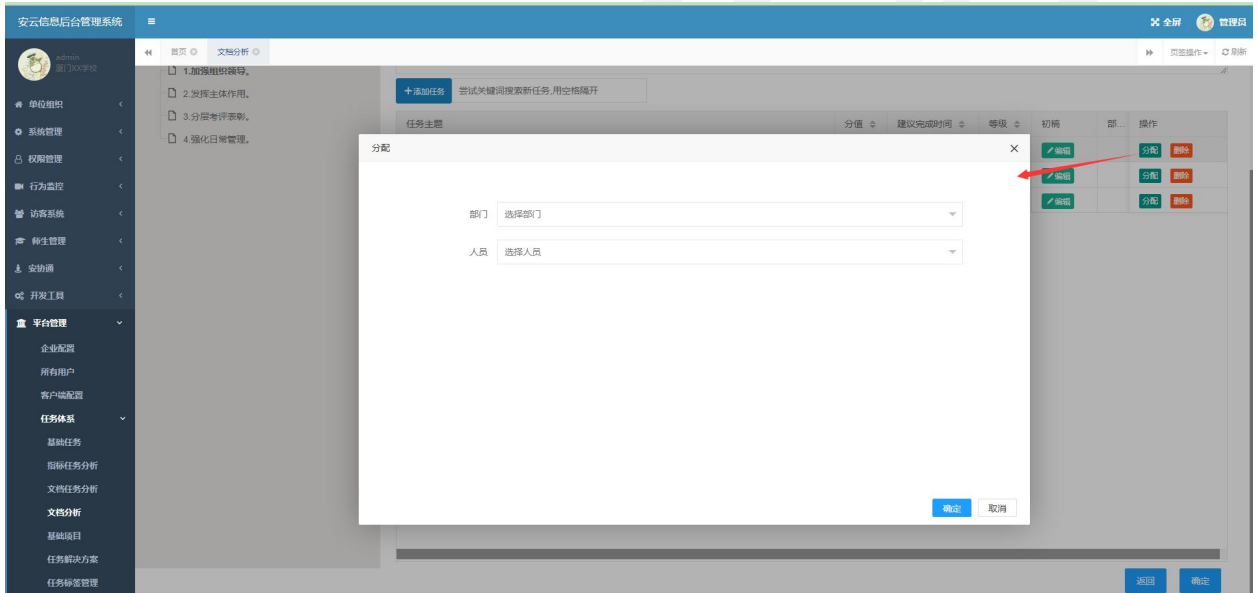 安云信息后台管理系统
全屏
管理员
admin
厦门XX学校
首页
文档分析
页签操作
刷新
单位组织
系统管理
权限管理
行为监控
访客系统
师生管理
安协通
开发工具
平台管理
企业配置
所有用户
客户端配置
任务体系
基础任务
指标任务分析
文档任务分析
文档分析
基础项目
任务解决方案
任务标签管理
1.加强组织领导。
2.发挥主体作用。
3.分层考评表彰。
4.强化日常管理。
+添加任务 尝试关键词搜索新任务,用空格隔开
任务主题 分值 建议完成时间 等级 初稿 部... 操作
编辑 分配 删除
编辑 分配 删除
编辑 分配 删除
分配
部门 选择部门
人员 选择人员
确定 取消
返回 确定